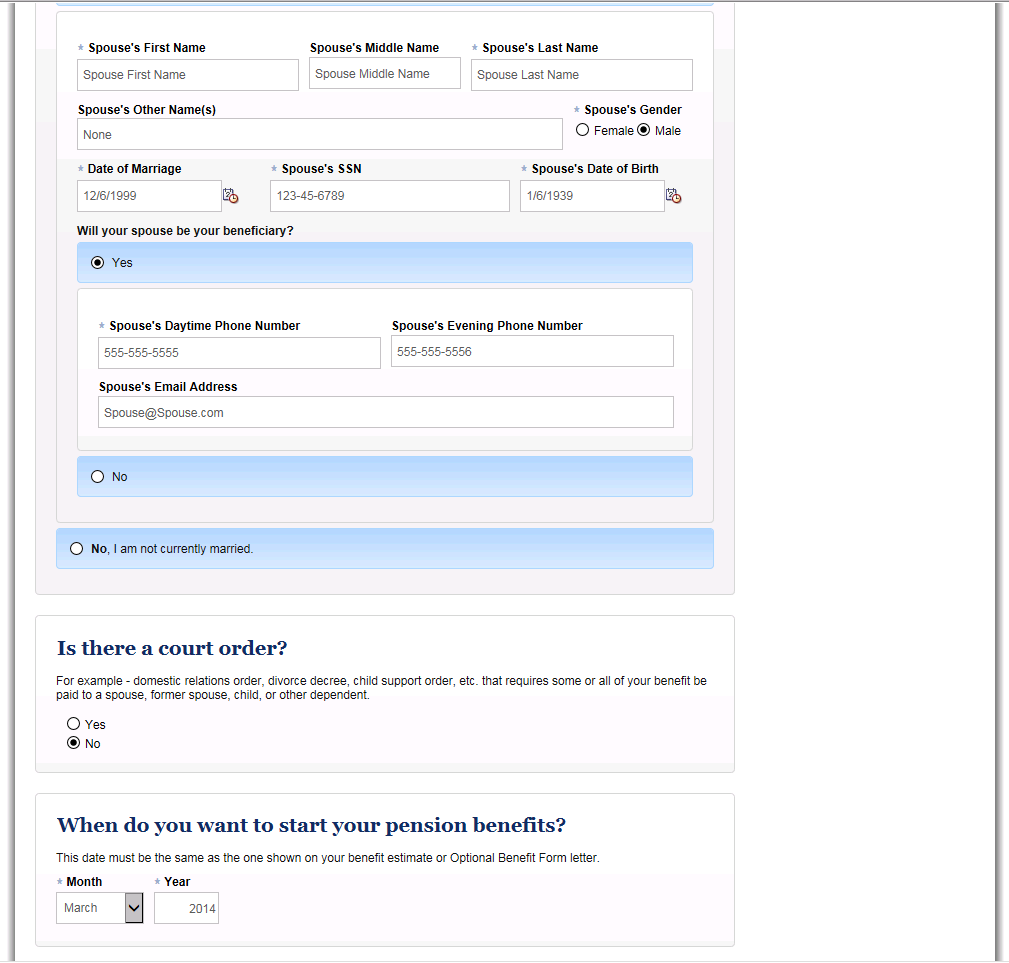 * Spouse's First Name Spouse's Middle Name * Spouse's Last Name
Spouse First Name Spouse Middle Name Spouse Last Name
Spouse's Other Name(s) * Spouse's Gender
None Female Male
* Date of Marriage * Spouse's SSN * Spouse's Date of Birth
12/6/1999 123-45-6789 1/6/1939
Will your spouse be your beneficiary?
Yes
* Spouse's Daytime Phone Number Spouse's Evening Phone Number
555-555-5555 555-555-5556
Spouse's Email Address
Spouse@Spouse.com
No
No, I am not currently married.
Is there a court order?
For example - domestic relations order, divorce decree, child support order, etc. that requires some or all of your benefit be
paid to a spouse, former spouse, child, or other dependent.
Yes
No
When do you want to start your pension benefits?
This date must be the same as the one shown on your benefit estimate or Optional Benefit Form letter.
* Month * Year
March 2014